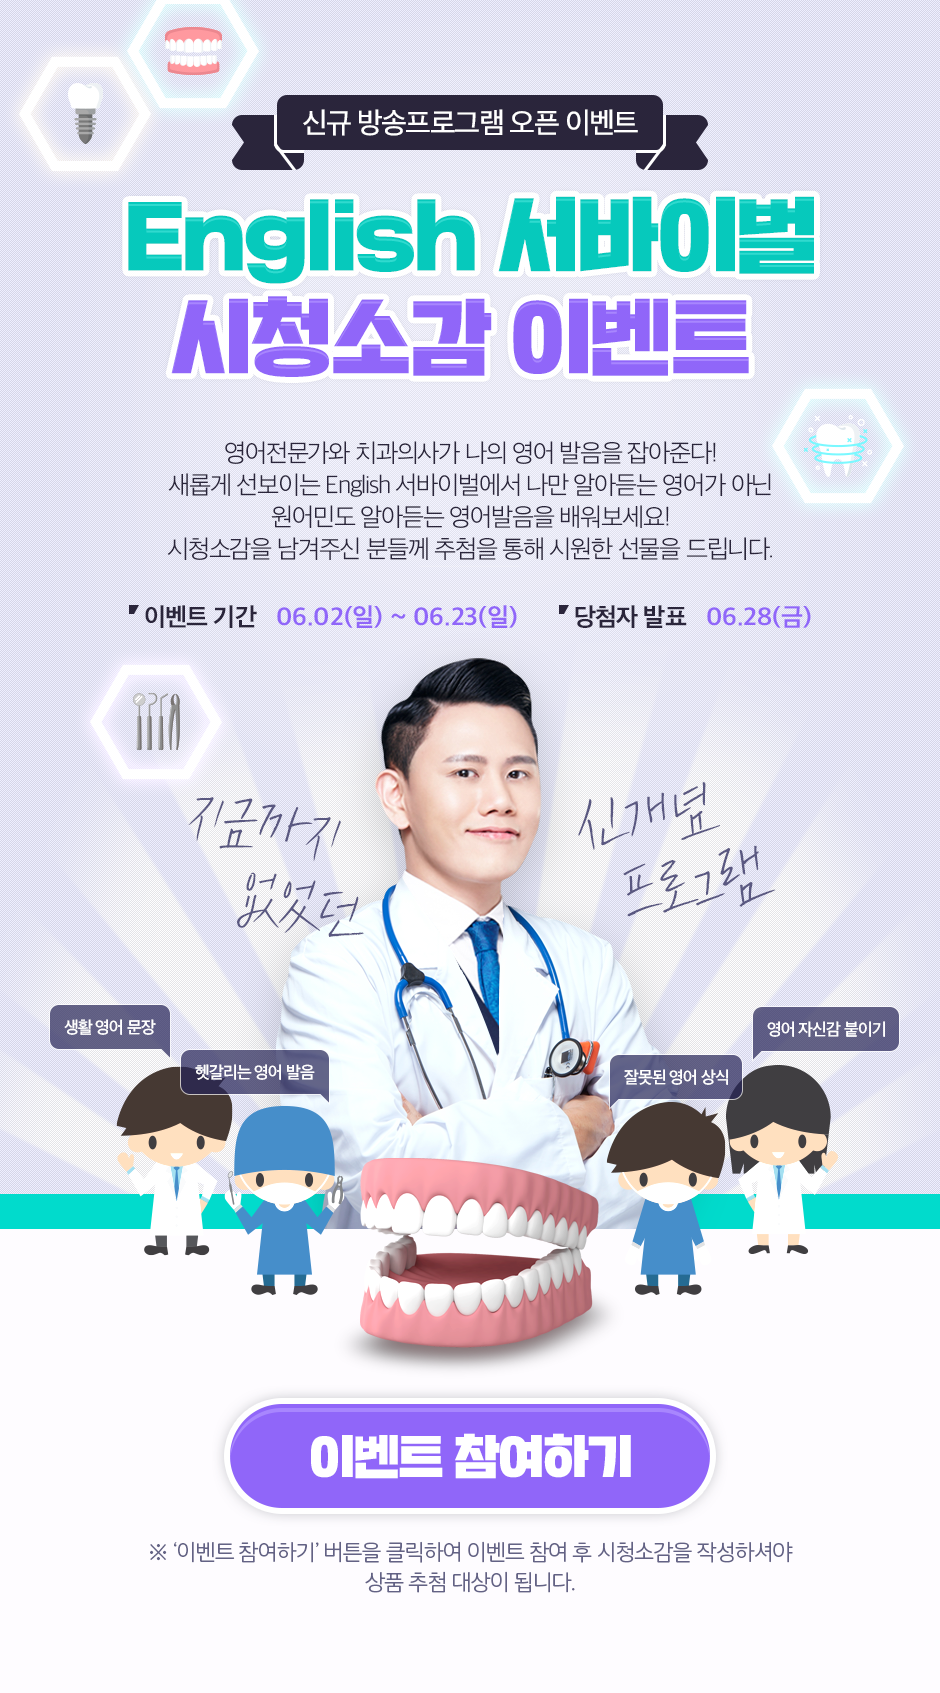 신규 방송프로그램 오픈 이벤트
English 서바이벌
시청소감 이벤트
영어전문가와 치과의사가 나의 영어 발음을 잡아준다!
새롭게 선보이는 English 서바이벌에서 나만 알아듣는 영어가 아닌
원어민도 알아듣는 영어발음을 배워보세요!
시청소감을 남겨주신 분들께 추첨을 통해 시원한 선물을 드립니다.
이벤트 기간 06.02(일) ~ 06.23(일) 당첨자 발표 06.28(금)
지금까지
없었던
신개념
프로그램
생활 영어 문장
헷갈리는 영어 발음
잘못된 영어 상식
영어 자신감 붙이기
이벤트 참여하기
※ ‘이벤트 참여하기’ 버튼을 클릭하여 이벤트 참여 후 시청소감을 작성하셔야
상품 추첨 대상이 됩니다.